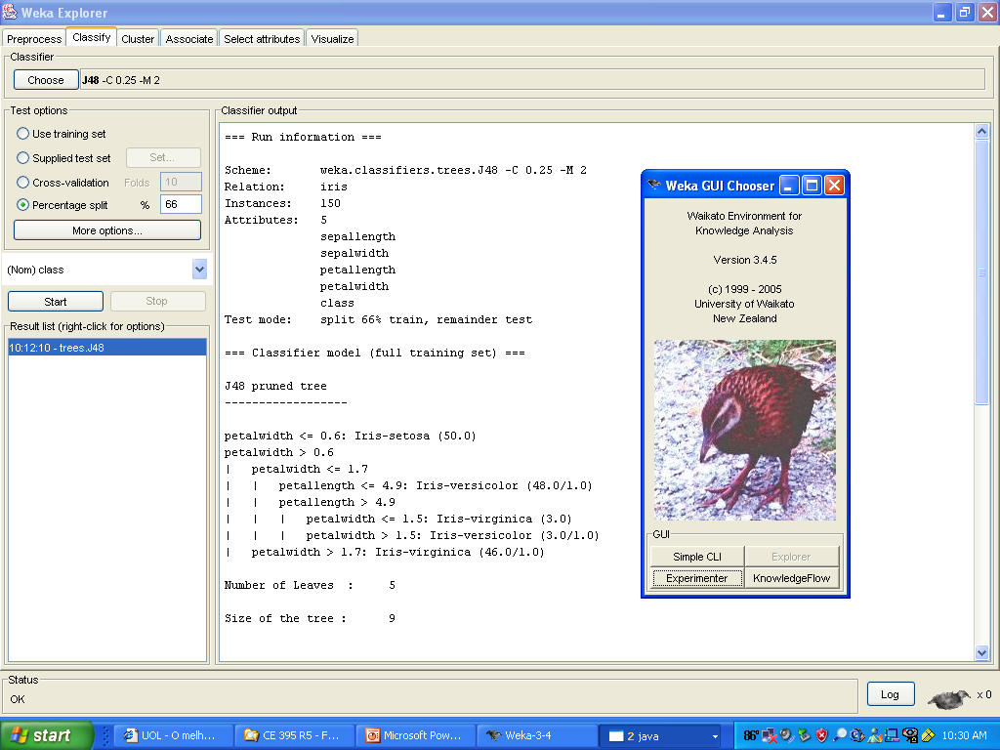 Weka Explorer
Preprocess Classify Cluster Associate Select attributes Visualize
Classifier
Choose J48 -C 0.25 -M 2
Test options
Use training set
Supplied test set Set...
Cross-validation Folds 10
Percentage split % 66
More options...
(Nom) class
Start Stop
Result list (right-click for options)
10:12:10 - trees.J48
Classifier output
=== Run information ===
Scheme: weka.classifiers.trees.J48 -C 0.25 -M 2
Relation: iris
Instances: 150
Attributes: 5
sepallength
sepalwidth
petallength
petalwidth
class
Test mode: split 66% train, remainder test
=== Classifier model (full training set) ===
J48 pruned tree
------------------
petalwidth <= 0.6: Iris-setosa (50.0)
petalwidth > 0.6
| petalwidth <= 1.7
| | petallength <= 4.9: Iris-versicolor (48.0/1.0)
| | petallength > 4.9
| | | petalwidth <= 1.5: Iris-virginica (3.0)
| | | petalwidth > 1.5: Iris-versicolor (3.0/1.0)
| petalwidth > 1.7: Iris-virginica (46.0/1.0)
Number of Leaves : 5
Size of the tree : 9
Weka GUI Chooser
Waikato Environment for
Knowledge Analysis
Version 3.4.5
(c) 1999 - 2005
University of Waikato
New Zealand
GUI
Simple CLI Explorer
Experimenter KnowledgeFlow
Status
OK
Log x 0
start UOL - O melh... CE 395 R5 - F... Microsoft Pow... Weka-3-4 2 java 86° 10:30 AM